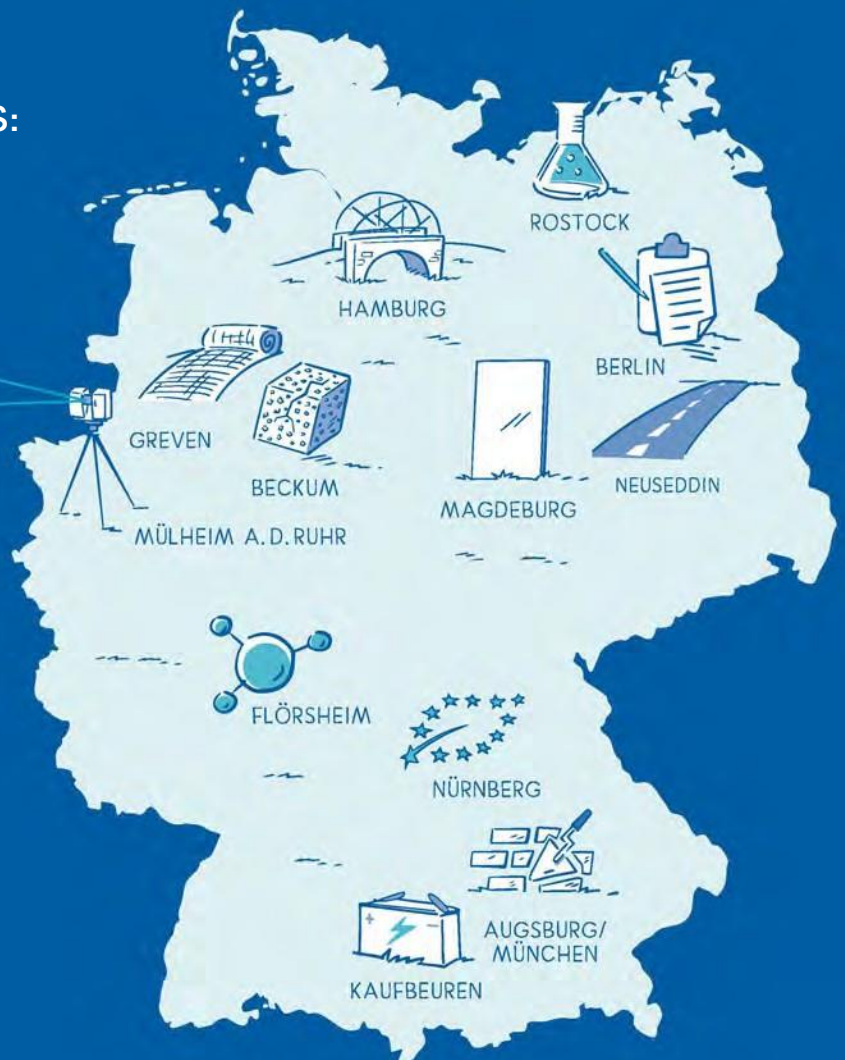 S:
ROSTOCK
HAMBURG
BERLIN
GREVEN
BECKUM
MAGDEBURG
NEUSEDDIN
MÜLHEIM A.D.RUHR
FLÖRSHEIM
NÜRNBERG
AUGSBURG/
MÜNCHEN
KAUFBEUREN